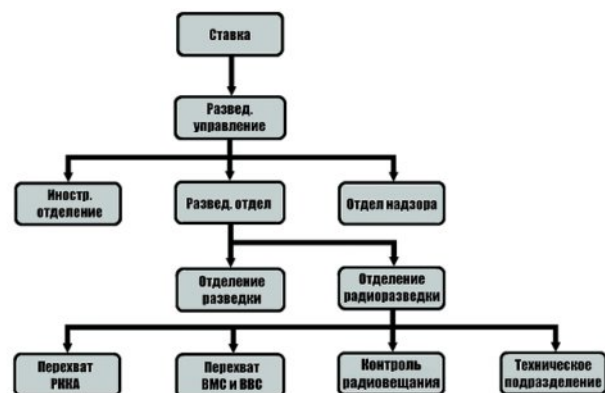 Ставка
Развед.
управление
Иностр.
отделение
Развед. отдел
Отдел надзора
Отделение
разведки
Отделение
радиоразведки
Перехват
РККА
Перехват
ВМС и ВВС
Контроль
радиовещания
Техническое
подразделение